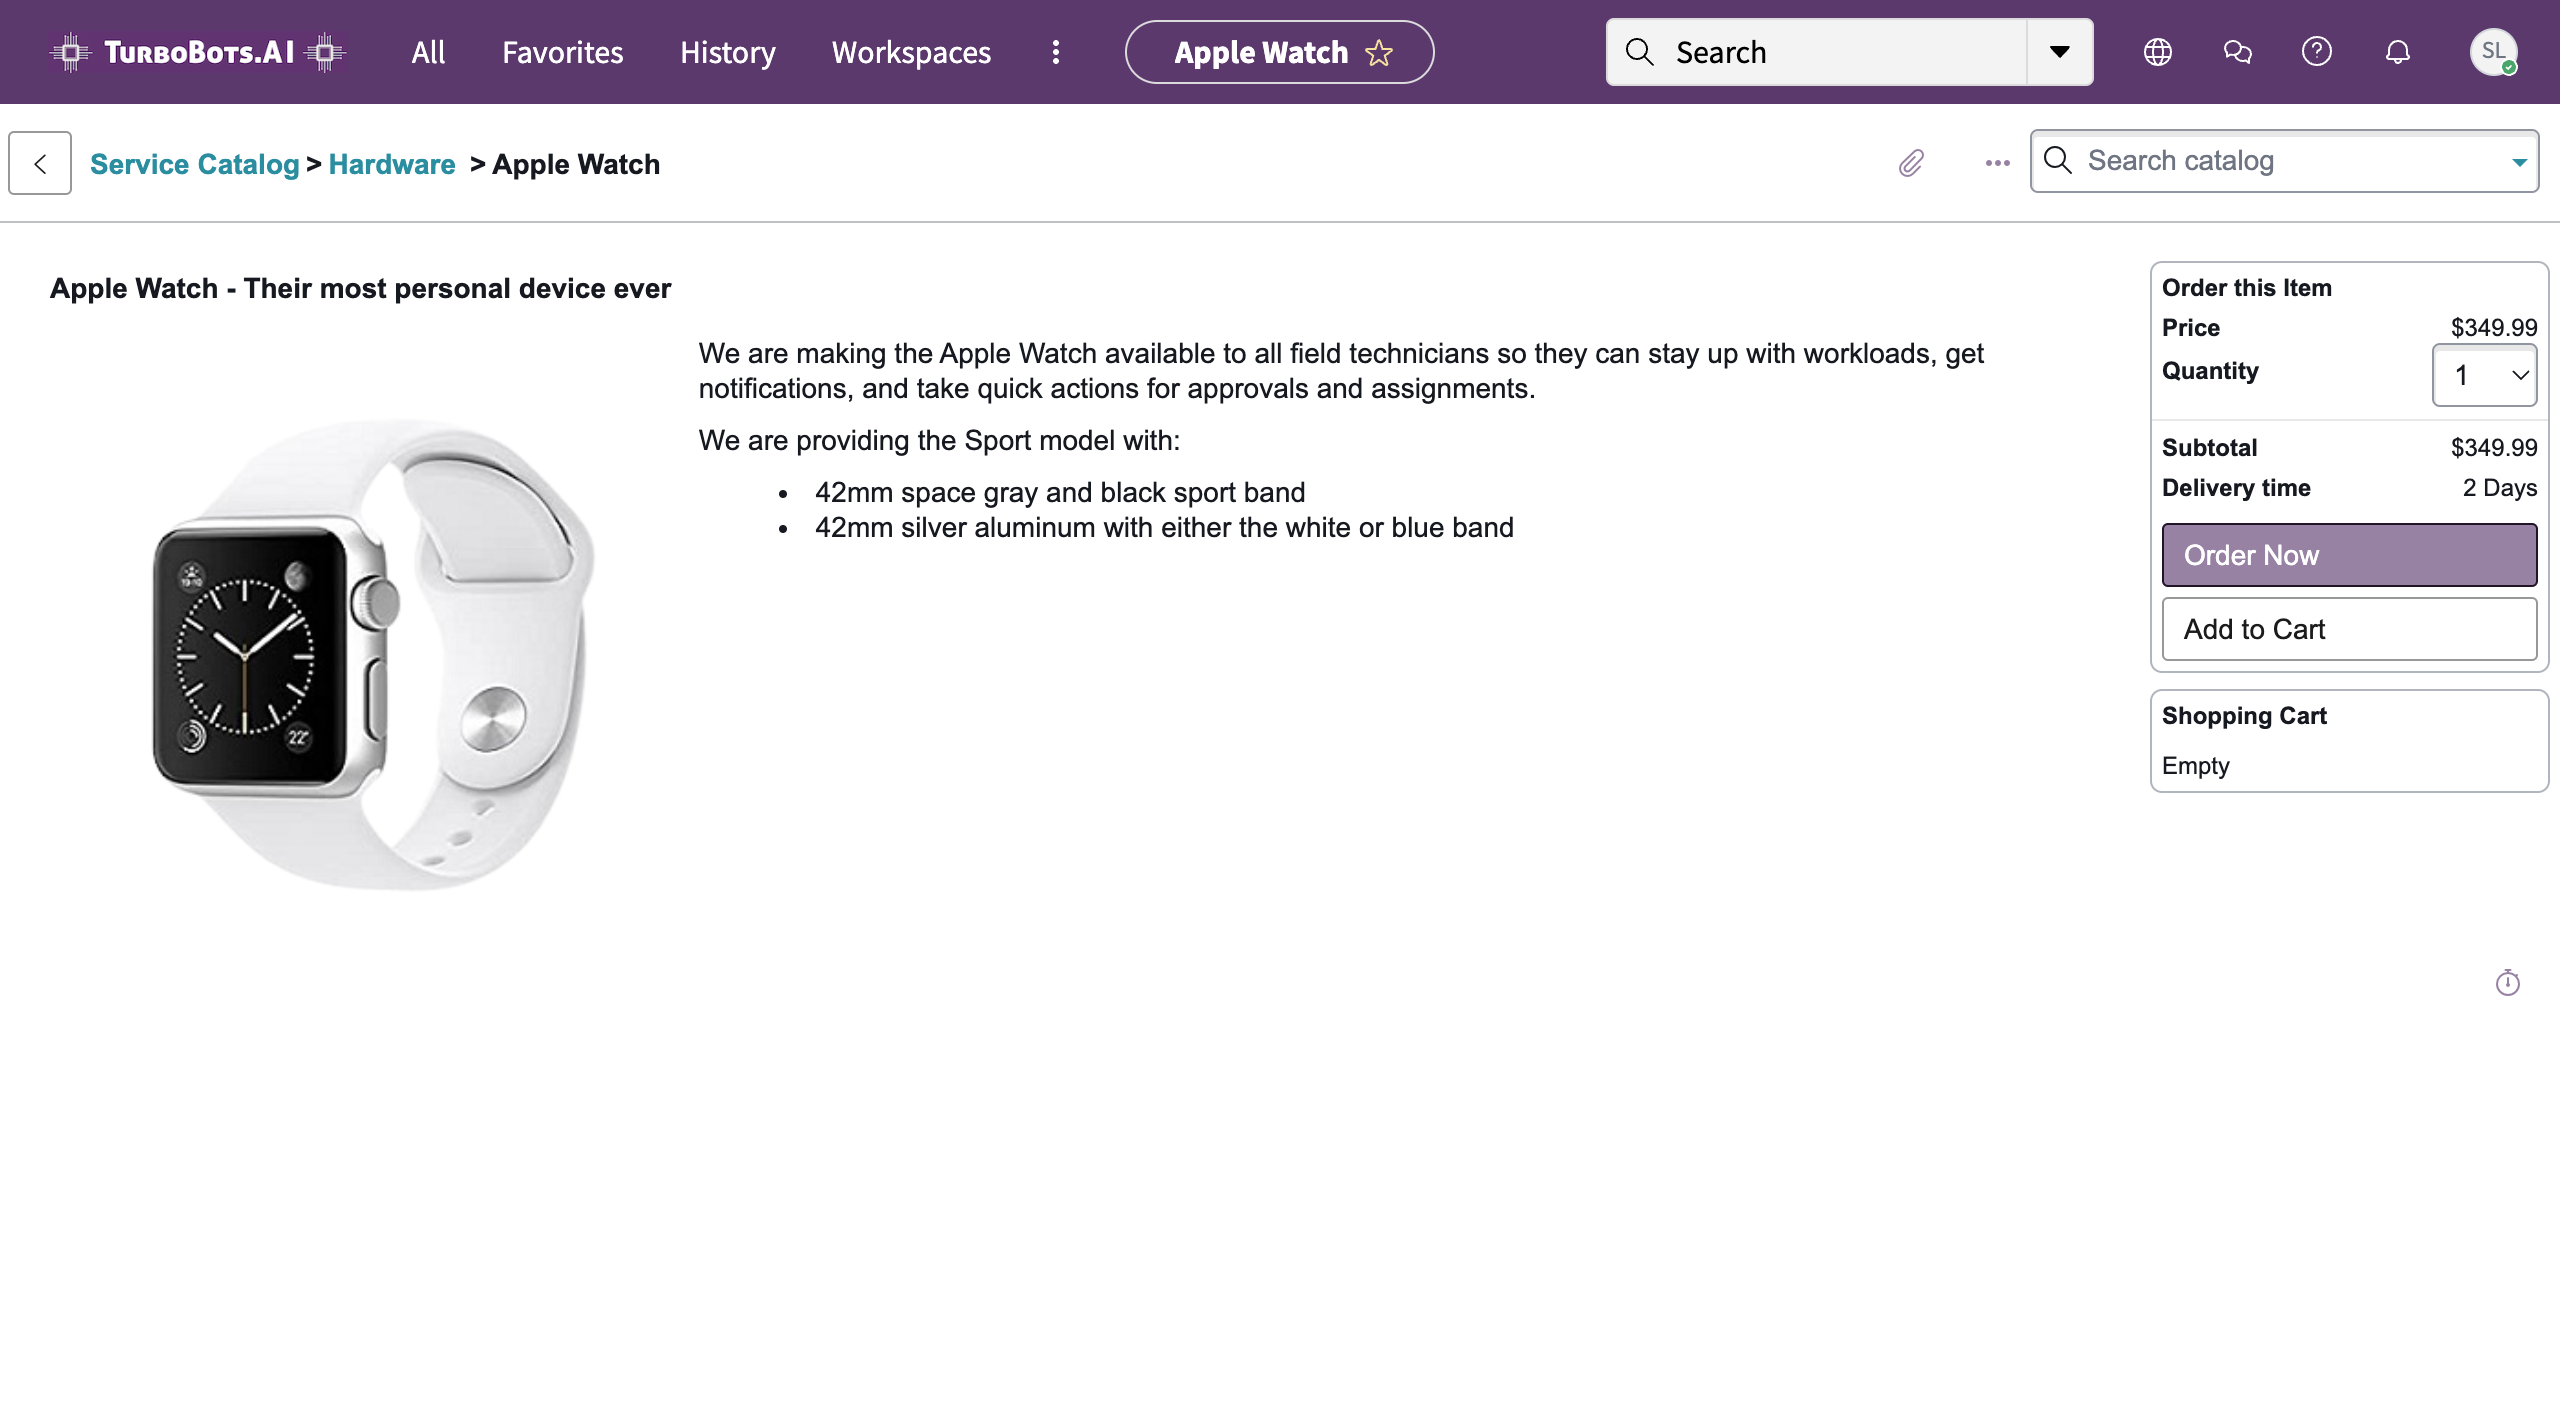 TurboBots.AI All Favorites History Workspaces Apple Watch Search SL
Service Catalog > Hardware > Apple Watch Search catalog
Apple Watch - Their most personal device ever
We are making the Apple Watch available to all field technicians so they can stay up with workloads, get
notifications, and take quick actions for approvals and assignments.
We are providing the Sport model with:
• 42mm space gray and black sport band
• 42mm silver aluminum with either the white or blue band
22°
Order this Item
Price $349.99
Quantity 1
Subtotal $349.99
Delivery time 2 Days
Order Now
Add to Cart
Shopping Cart
Empty